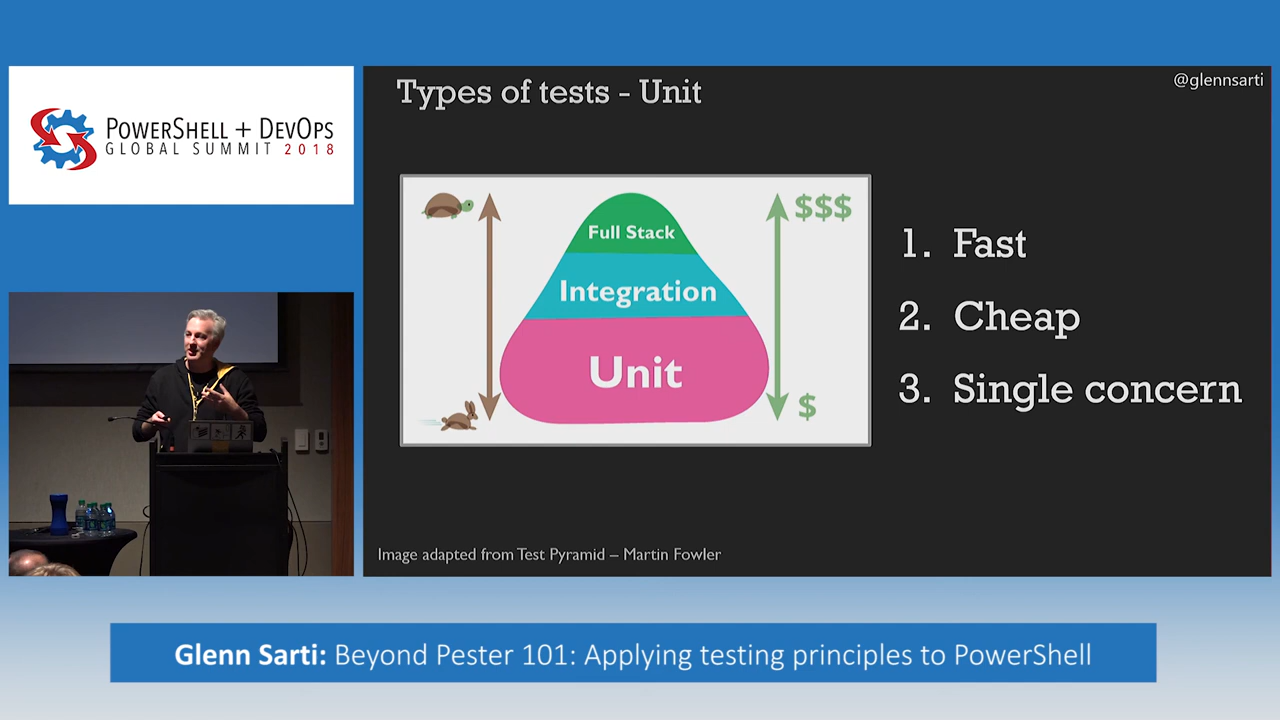 POWERSHELL + DEVOPS
GLOBAL SUMMIT 2018
Types of tests - Unit
@glennsarti
$$$
Full Stack
Integration
Unit
$
1. Fast
2. Cheap
3. Single concern
Image adapted from Test Pyramid – Martin Fowler
Glenn Sarti: Beyond Pester 101: Applying testing principles to PowerShell